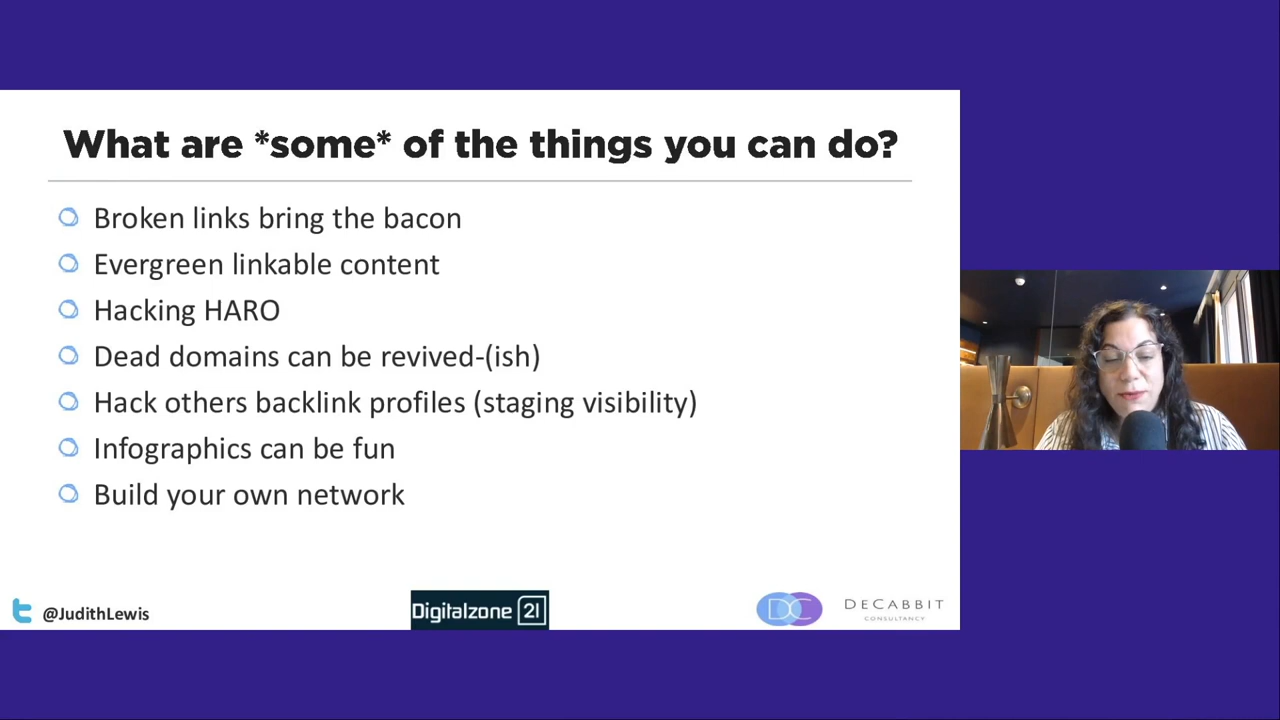 What are *some* of the things you can do?
Broken links bring the bacon
Evergreen linkable content
Hacking HARO
Dead domains can be revived-(ish)
Hack others backlink profiles (staging visibility)
Infographics can be fun
Build your own network
@JudithLewis
Digitalzone 21
DC
DECABBIT
CONSULTANCY